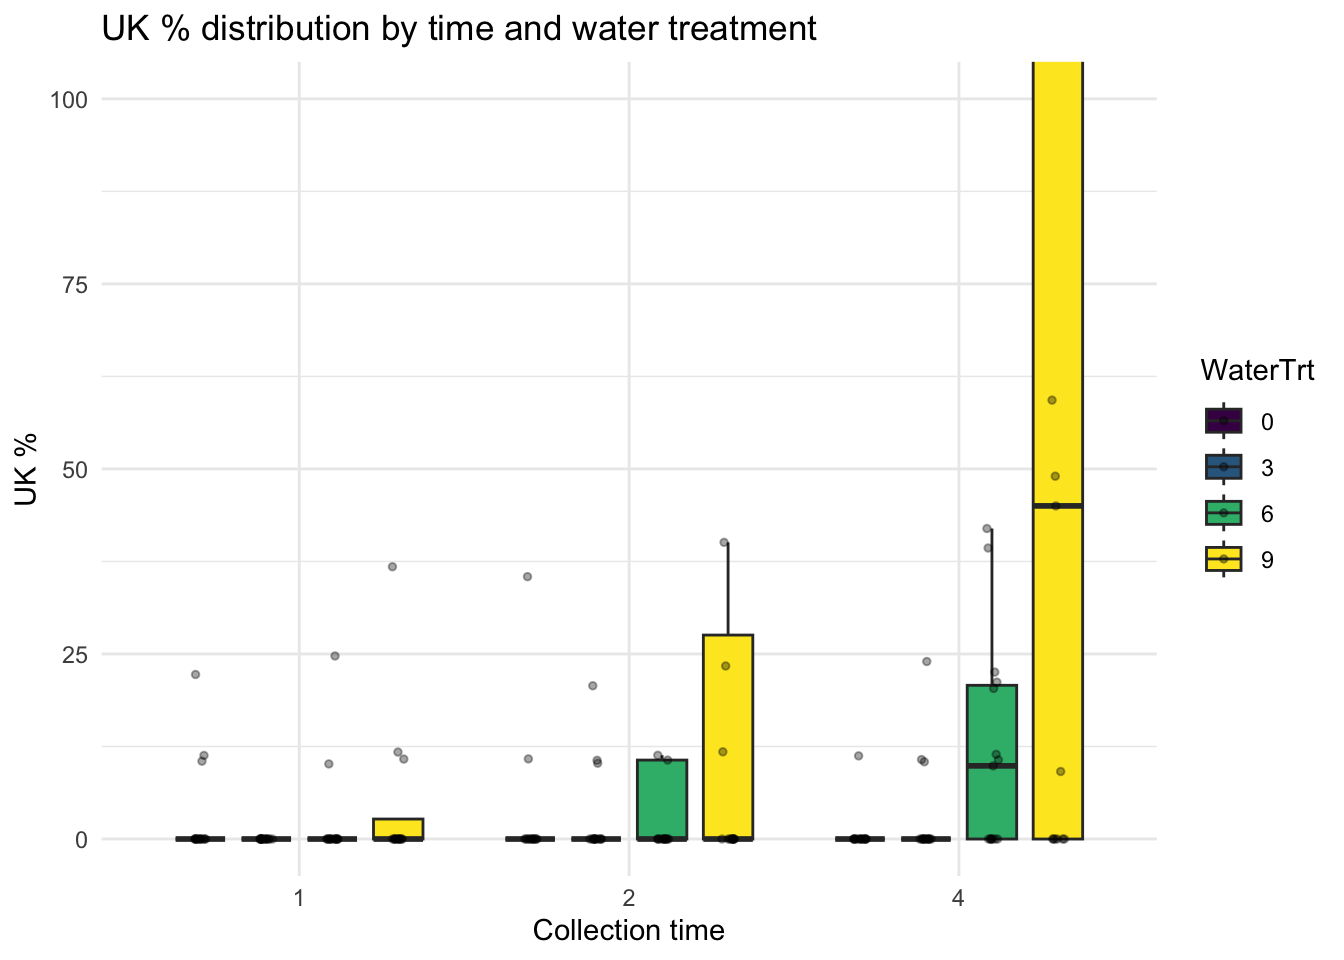 UK % distribution by time and water treatment
100
75
50
25
0
UK %
1 2 4
Collection time
WaterTrt
0
3
6
9